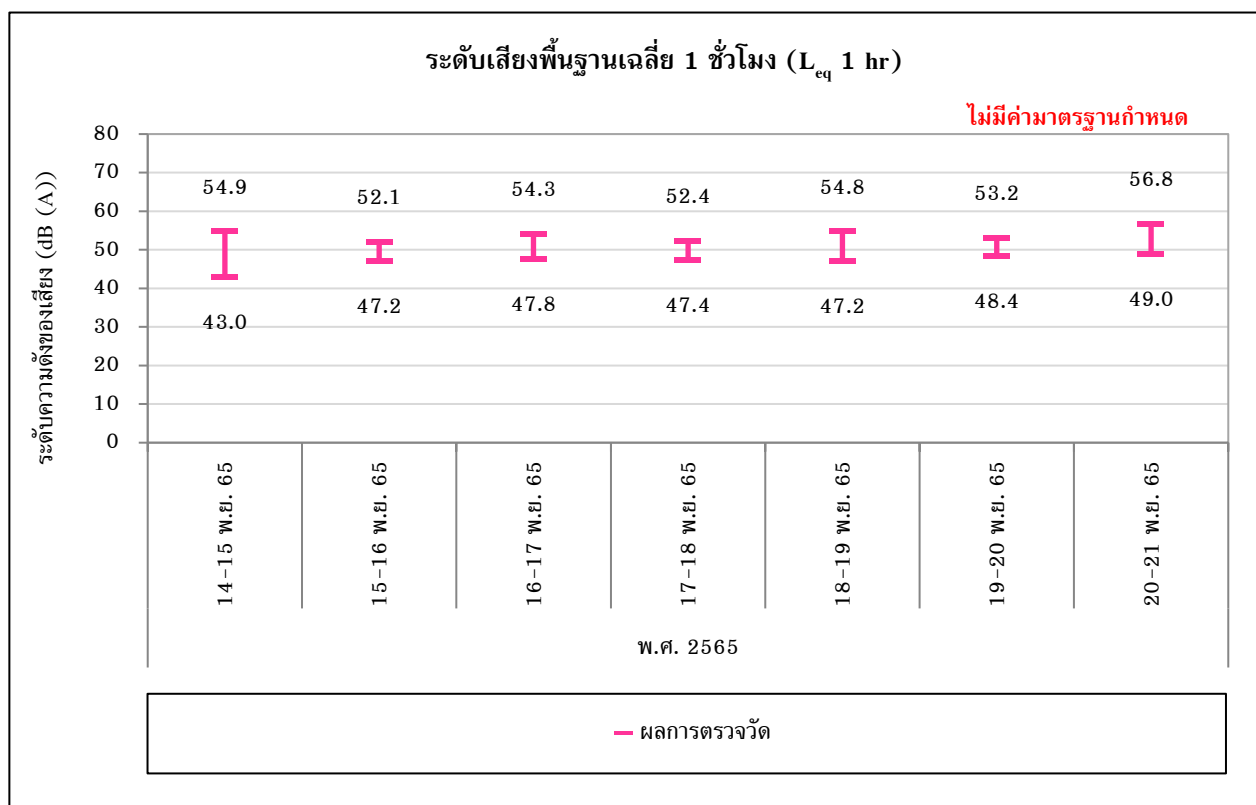 ระดับเสียงพื้นฐานเฉลี่ย 1 ชั่วโมง (Leq 1 hr)
ไม่มีค่ามาตรฐานกำหนด
ระดับความดังของเสียง (dB (A))
80
70
60
50
40
30
20
10
0
54.9 52.1 54.3 52.4 54.8 53.2 56.8
43.0 47.2 47.8 47.4 47.2 48.4 49.0
14-15 พ.ย. 65
15-16 พ.ย. 65
16-17 พ.ย. 65
17-18 พ.ย. 65
18-19 พ.ย. 65
19-20 พ.ย. 65
20-21 พ.ย. 65
พ.ศ. 2565
ผลการตรวจวัด